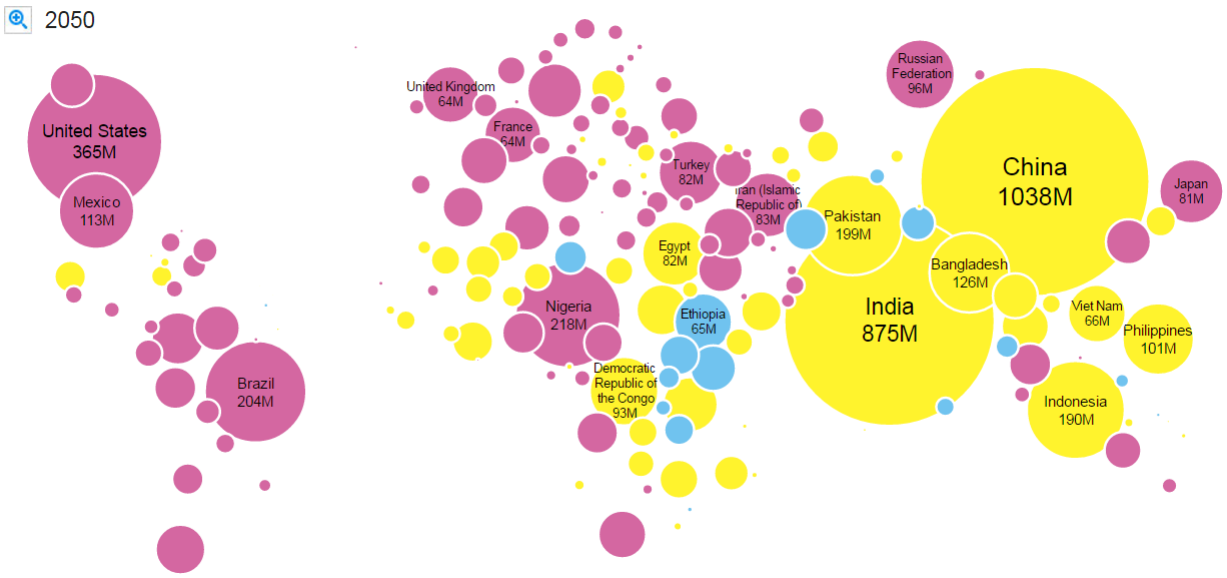 2050
United States
365M
Mexico
113M
Brazil
204M
United Kingdom
64M
France
64M
Turkey
82M
Iran (Islamic
Republic of)
83M
Egypt
82M
Nigeria
218M
Ethiopia
65M
Democratic
Republic of
the Congo
93M
Russian
Federation
96M
China
1038M
Japan
81M
Pakistan
199M
Bangladesh
126M
India
875M
Viet Nam
66M
Philippines
101M
Indonesia
190M